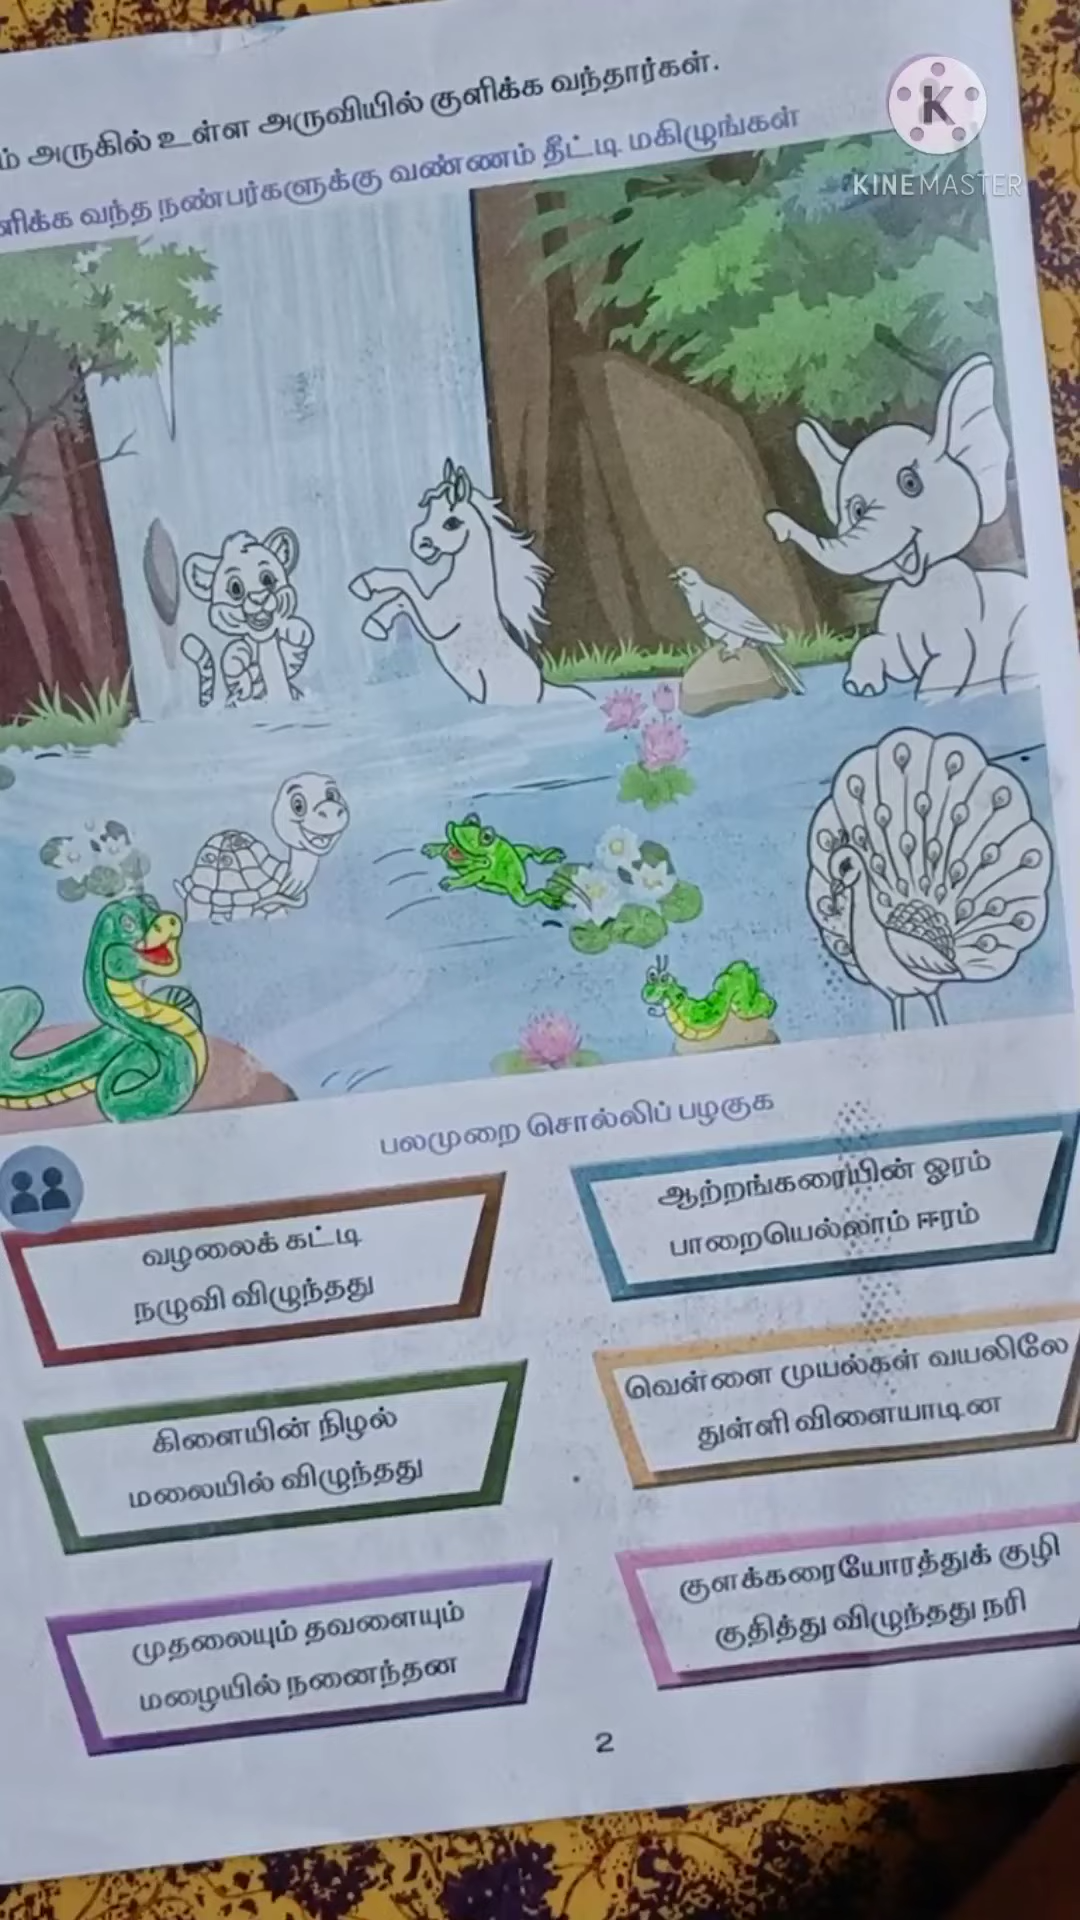 ம் அருகில் உள்ள அருவியில் குளிக்க வந்தார்கள்.
ளிக்க வந்த நண்பர்களுக்கு வண்ணம் தீட்டி மகிழுங்கள்
K
KINEMASTER
பலமுறை சொல்லிப் பழகுக
வழலைக் கட்டி
நழுவி விழுந்தது
ஆற்றங்கரையின் ஓரம்
பாறையெல்லாம் ஈரம்
கிளையின் நிழல்
மலையில் விழுந்தது
வெள்ளை முயல்கள் வயலிலே
துள்ளி விளையாடின
முதலையும் தவளையும்
மழையில் நனைந்தன
குளக்கரையோரத்துக் குழி
குதித்து விழுந்தது நரி
2